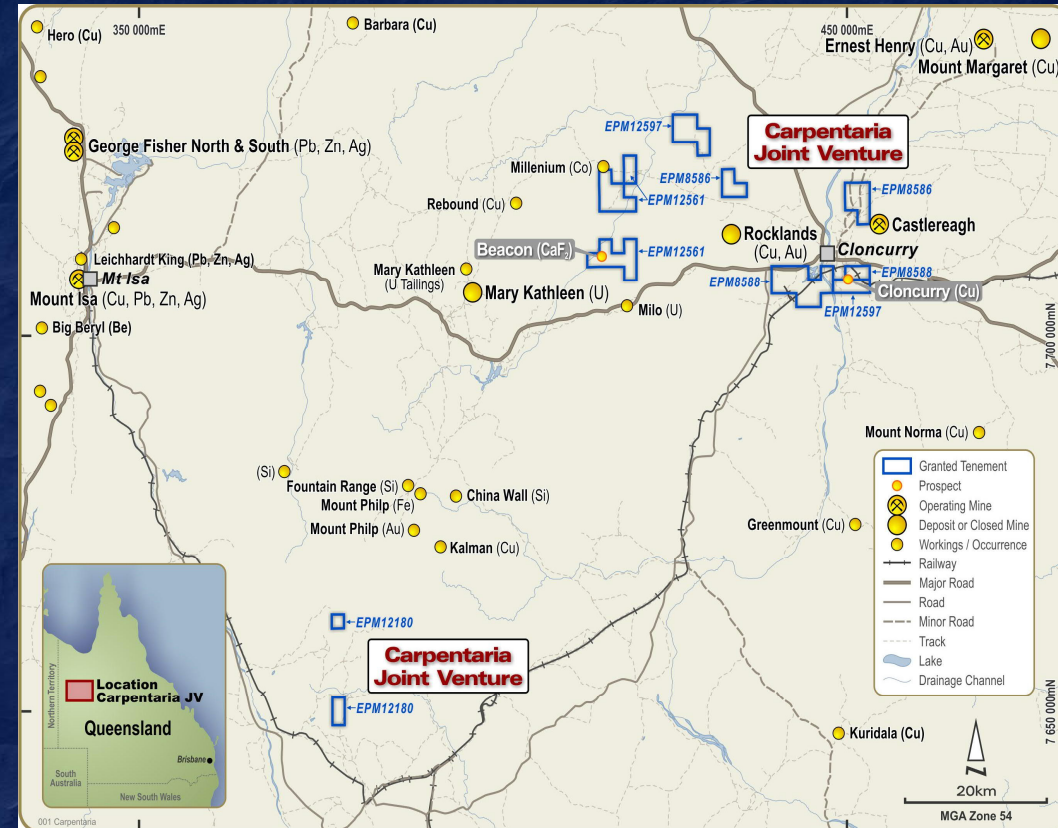 350 000mE
450 000mE
Hero (Cu)
Barbara (Cu)
Ernest Henry (Cu, Au)
Mount Margaret (Cu)
George Fisher North & South (Pb, Zn, Ag)
EPM12597
Carpentaria
Joint Venture
Millenium (Co)
EPM8586
EPM8586
EPM12561
Rebound (Cu)
Castlereagh
Rocklands
(Cu, Au)
Cloncurry
Beacon (CaF2)
EPM12561
Leichhardt King (Pb, Zn, Ag)
Mt Isa
Mount Isa (Cu, Pb, Zn, Ag)
Mary Kathleen
(U Tailings)
Mary Kathleen (U)
EPM8588
EPM8588
Cloncurry (Cu)
EPM12597
Milo (U)
Big Beryl (Be)
7 700 000mN
Mount Norma (Cu)
(Si)
Fountain Range (Si)
Mount Philp (Fe)
China Wall (Si)
Mount Philp (Au)
Kalman (Cu)
Greenmount (Cu)
Granted Tenement
Prospect
Operating Mine
Deposit or Closed Mine
Workings / Occurrence
Railway
Major Road
Road
Minor Road
Track
Lake
Drainage Channel
EPM12180
Carpentaria
Joint Venture
EPM12180
Kuridala (Cu)
7 650 000mN
Northern Territory
Location
Carpentaria JV
Queensland
Brisbane
South
Australia
New South Wales
N
20km
MGA Zone 54
001 Carpentaria